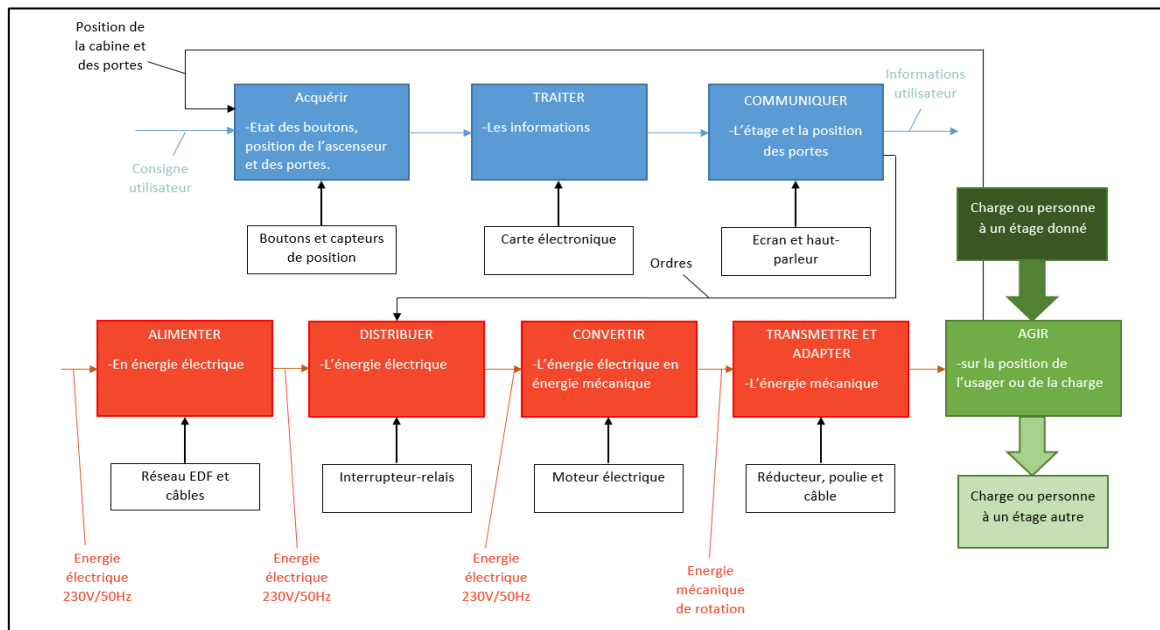 Position de
la cabine et
des portes
Acquérir
-Etat des boutons,
position de l'ascenseur
et des portes.
TRAITER
-Les informations
COMMUNIQUER
-L'étage et la position
des portes
Informations
utilisateur
Consigne
utilisateur
Boutons et capteurs
de position
Carte électronique
Ecran et haut-
parleur
Charge ou personne
à un étage donné
Ordres
ALIMENTER
-En énergie électrique
DISTRIBUER
-L'énergie électrique
CONVERTIR
-L'énergie électrique en
énergie mécanique
TRANSMETTRE ET
ADAPTER
-L'énergie mécanique
AGIR
-sur la position de
l'usager ou de la charge
Réseau EDF et
câbles
Interrupteur-relais
Moteur électrique
Réducteur, poulie et
câble
Charge ou personne
à un étage autre
Energie
électrique
230V/50Hz
Energie
électrique
230V/50Hz
Energie
électrique
230V/50Hz
Energie
mécanique
de rotation